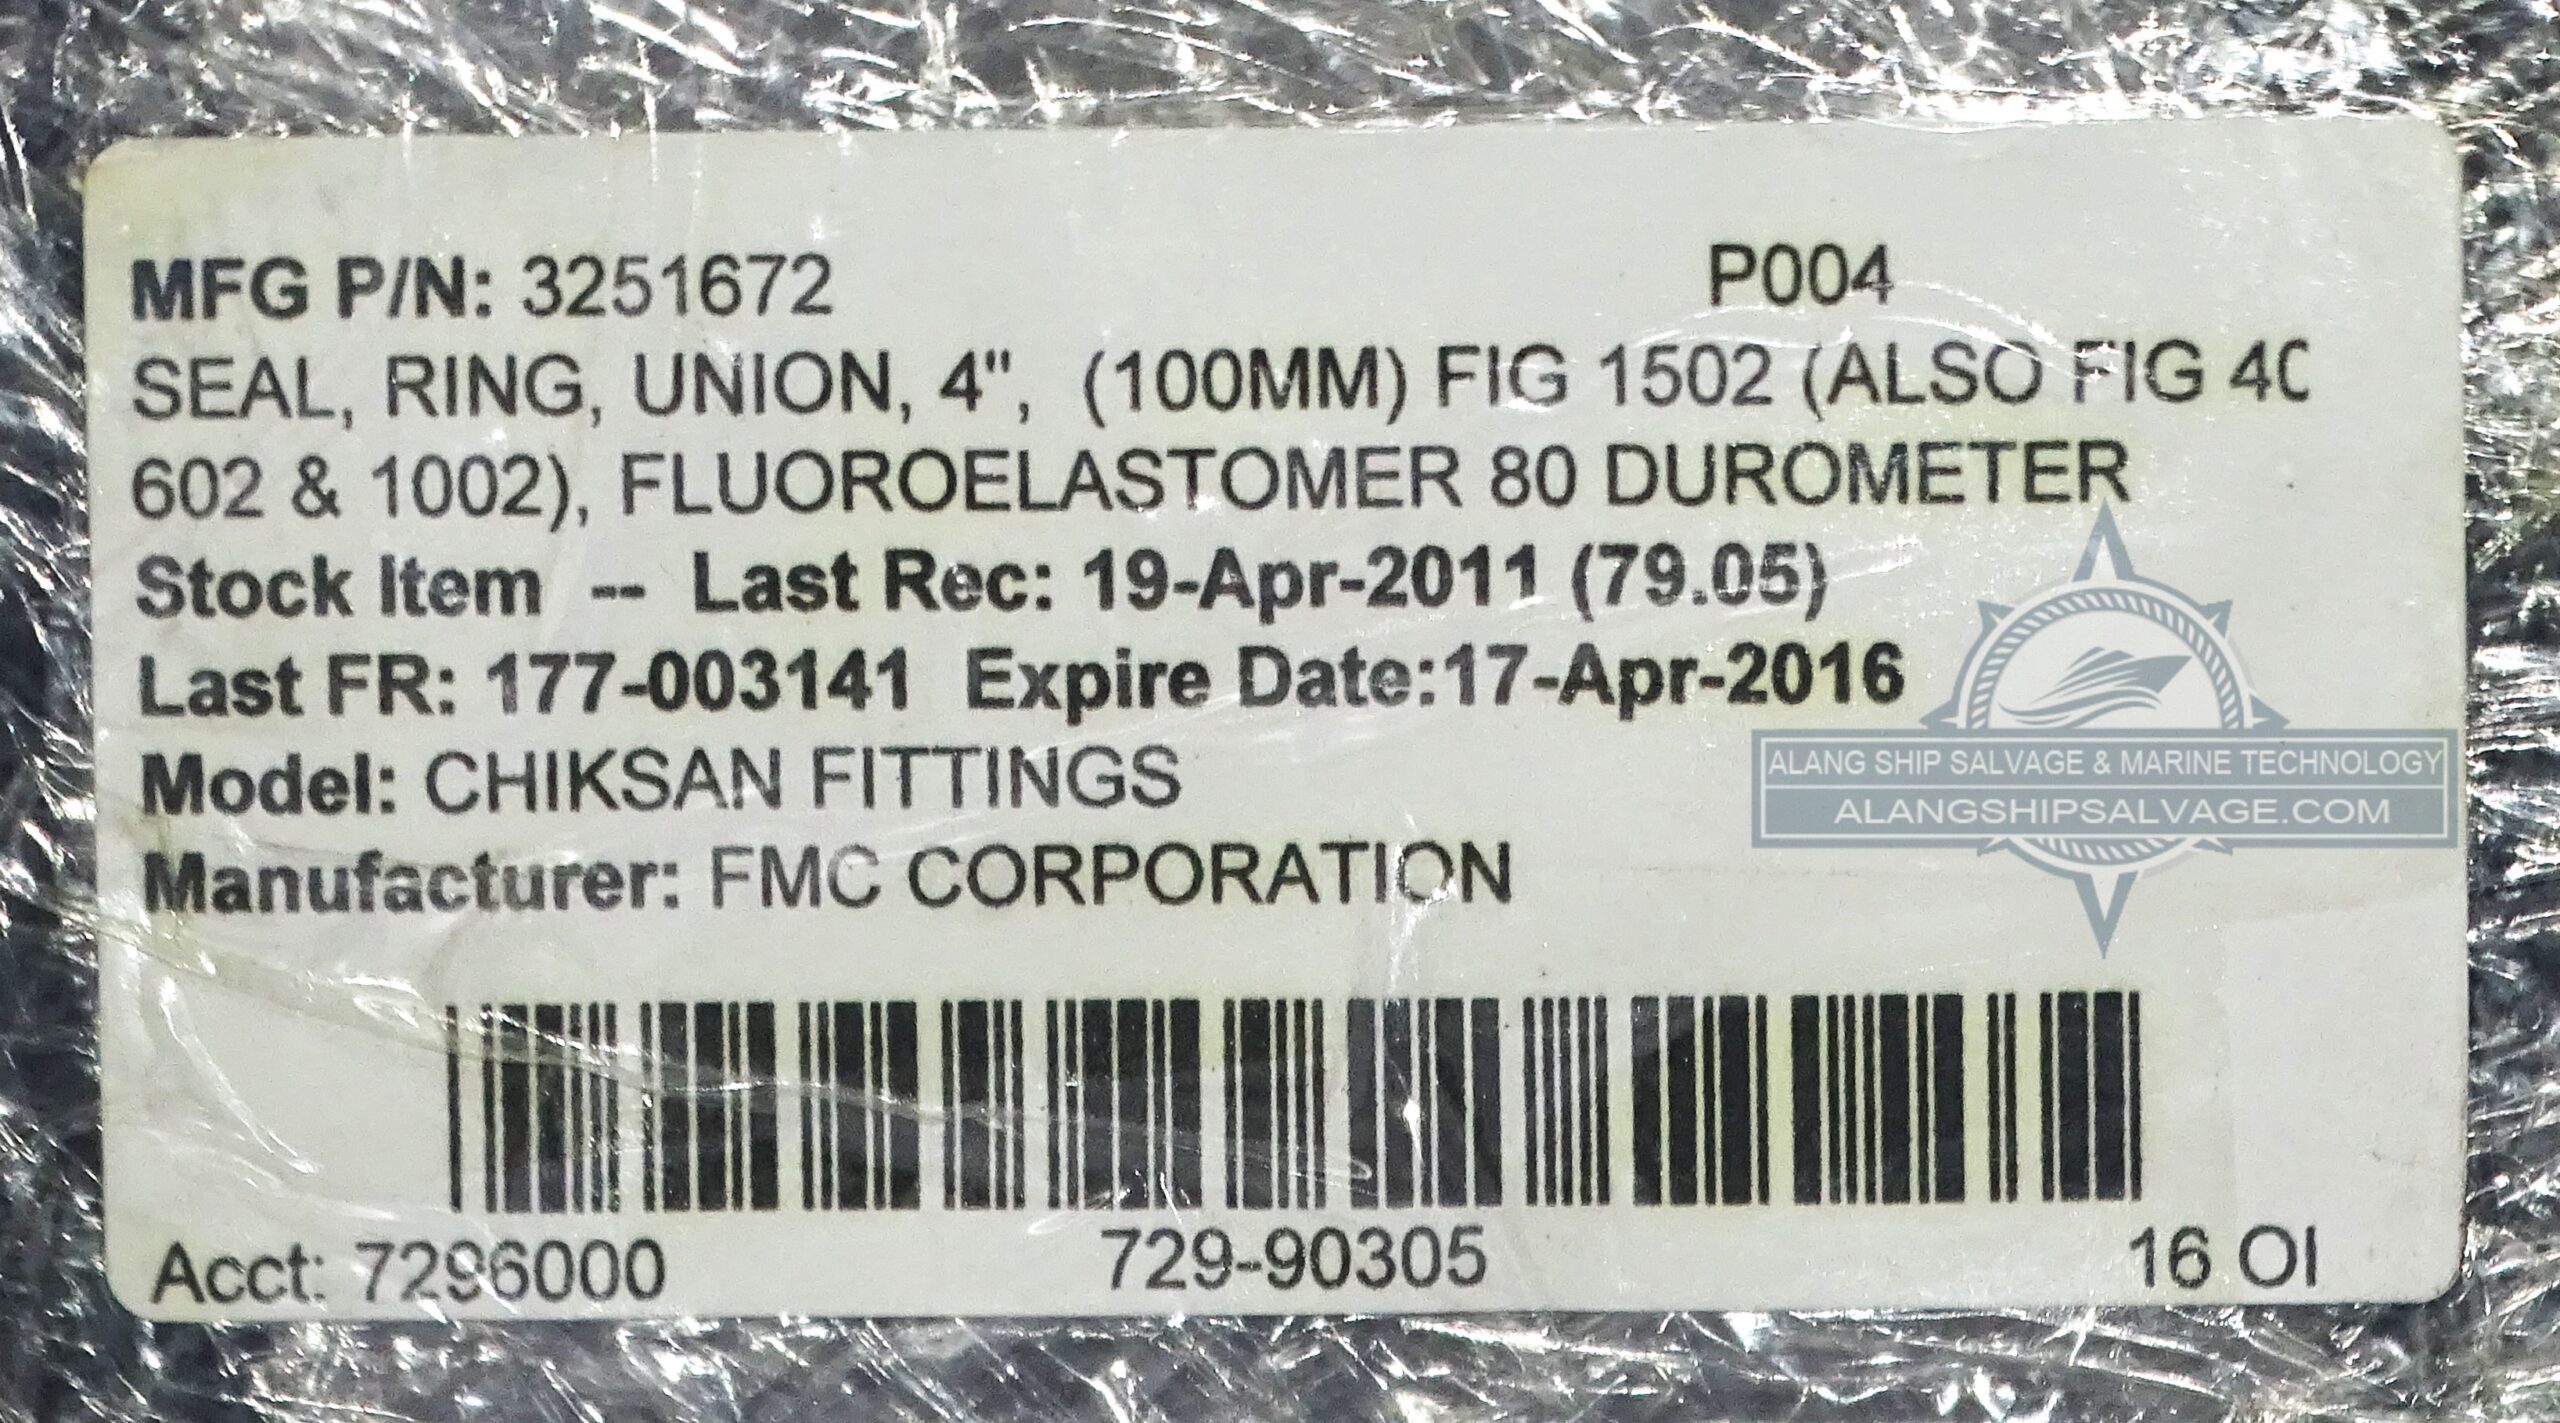 MFG P/N: 3251672 P004
SEAL, RING, UNION, 4", (100MM) FIG 1502 (ALSO FIG
602 & 1002), FLUOROELASTOMER 80 DUROMETER
Stock Item -- Last Rec: 19-Apr-2011 (79.05)
Last FR: 177-003141 Expire Date:17-Apr-2016
Model: CHIKSAN FITTINGS
ALANG SHIP SALVAGE & MARINE TECHNOLOGY
ALANGSHIPSALVAGE.COM
Manufacturer: FMC CORPORATION
Acct: 7296000 729-90305 16 OI